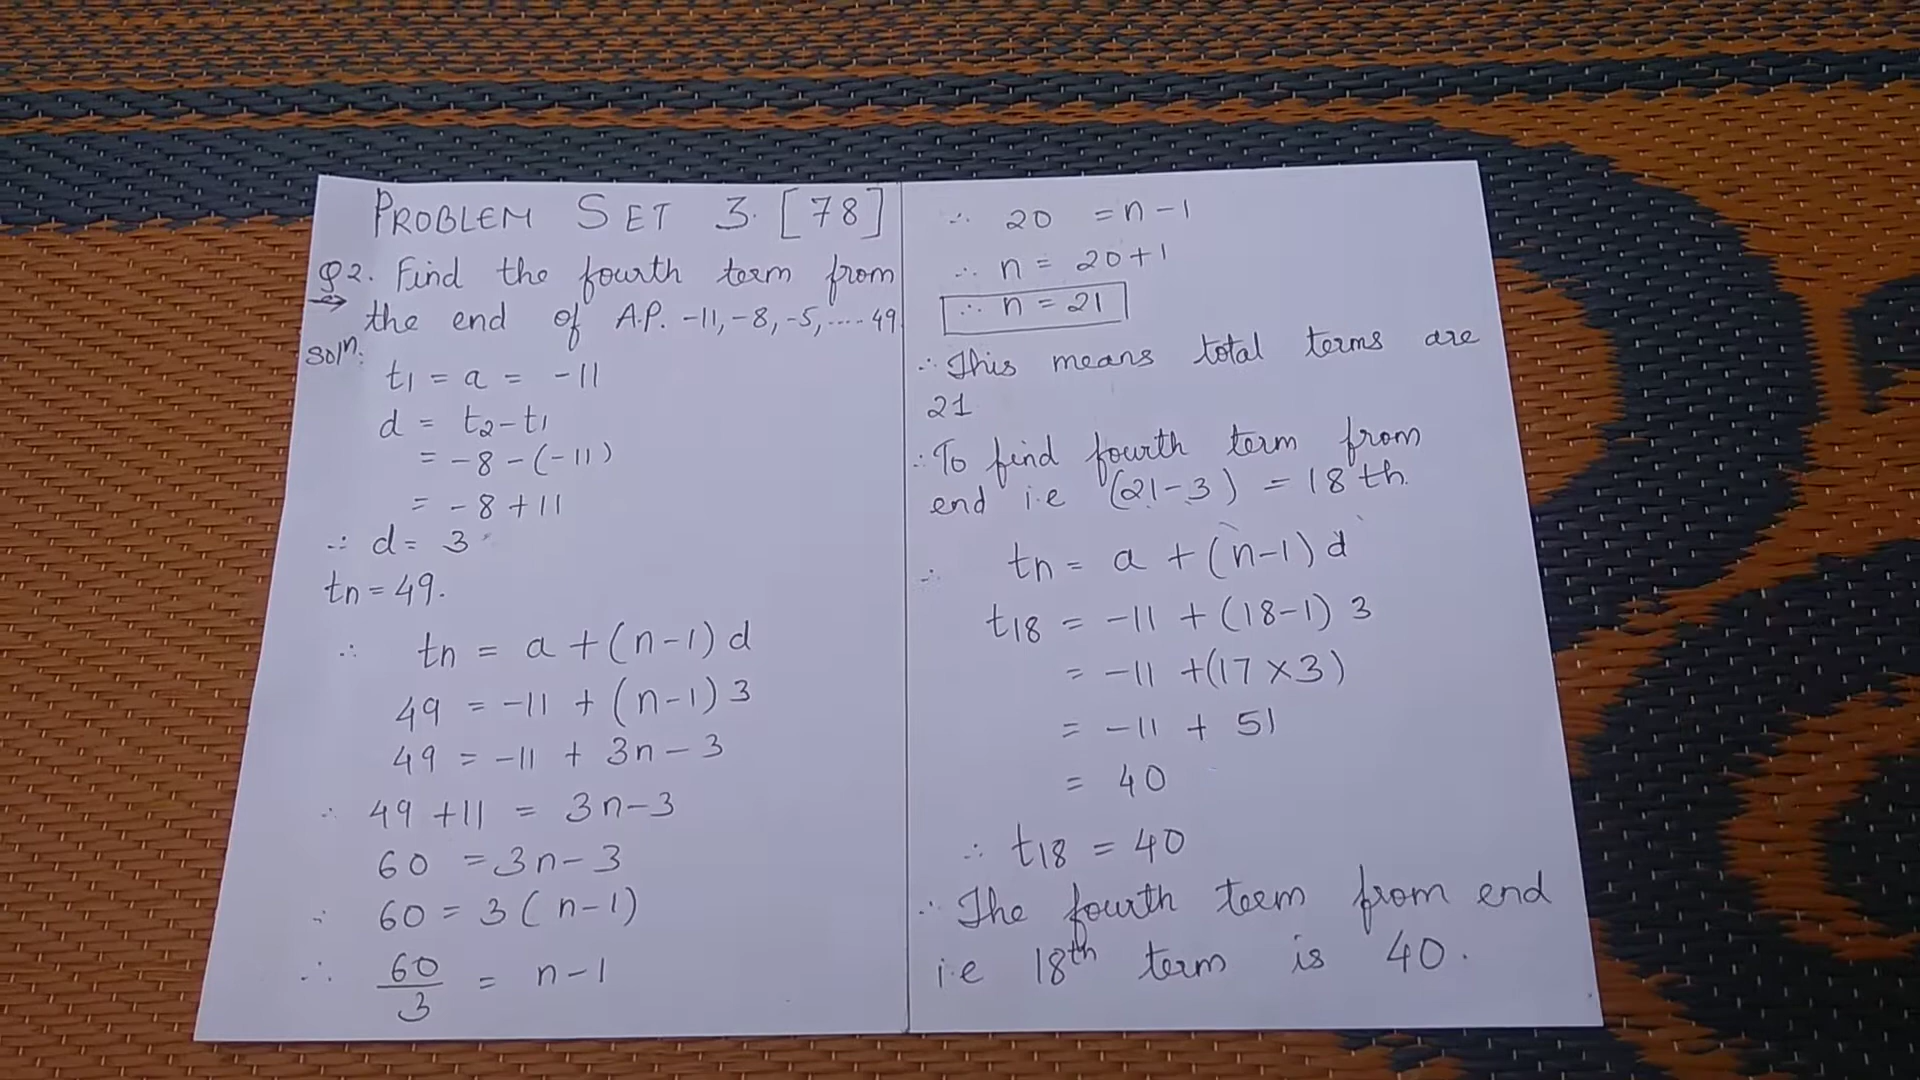 PROBLEM SET 3. [78]
Q2. Find the fourth term from
the end of A.P. -11, -8, -5, ..... 49
Soln:
t1 = a = -11
d = t2 - t1
= -8 - (-11)
= -8 + 11
∴ d = 3
tn = 49.
∴ tn = a + (n-1) d
49 = -11 + (n-1) 3
49 = -11 + 3n - 3
∴ 49 + 11 = 3n - 3
60 = 3n - 3
∴ 60 = 3 (n-1)
∴ 60/3 = n - 1
∴ 20 = n - 1
∴ n = 20 + 1
∴ n = 21
∴ This means total terms are
21
∴ To find fourth term from
end i.e (21-3) = 18th.
∴ tn = a + (n-1) d
t18 = -11 + (18-1) 3
= -11 + (17 × 3)
= -11 + 51
= 40
∴ t18 = 40
∴ The fourth term from end
i.e 18th term is 40.